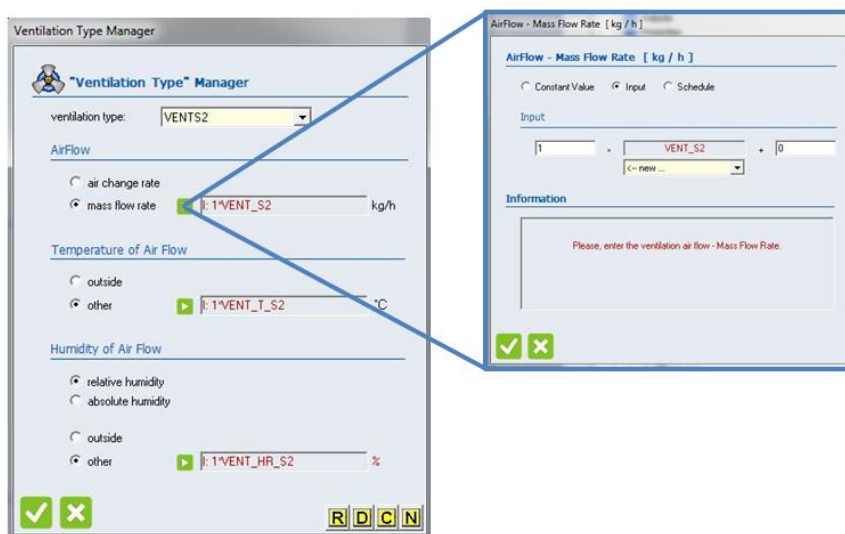 Ventilation Type Manager
"Ventilation Type" Manager
ventilation type: VENTS2
AirFlow
air change rate
mass flow rate I: 1*VENT_S2 kg/h
Temperature of Air Flow
outside
other I: 1*VENT_T_S2 °C
Humidity of Air Flow
relative humidity
absolute humidity
outside
other I: 1*VENT_HR_S2 %
R D C N
AirFlow - Mass Flow Rate [ kg / h ]
AirFlow - Mass Flow Rate [ kg / h ]
Constant Value Input Schedule
Input
1 * VENT_S2 + 0
<-- new ...
Information
Please, enter the ventilation air flow - Mass Flow Rate.